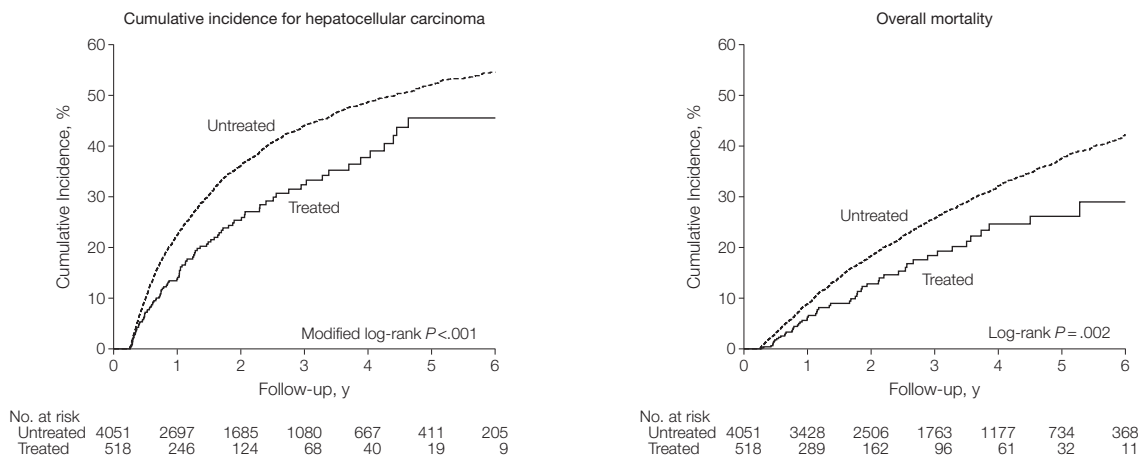 Cumulative incidence for hepatocellular carcinoma
60
50
40
30
20
10
0
Cumulative Incidence, %
Untreated
Treated
Modified log-rank P<.001
0 1 2 3 4 5 6
Follow-up, y
No. at risk
Untreated 4051 2697 1685 1080 667 411 205
Treated 518 246 124 68 40 19 9
Overall mortality
60
50
40
30
20
10
0
Cumulative Incidence, %
Untreated
Treated
Log-rank P=.002
0 1 2 3 4 5 6
Follow-up, y
No. at risk
Untreated 4051 3428 2506 1763 1177 734 368
Treated 518 289 162 96 61 32 11